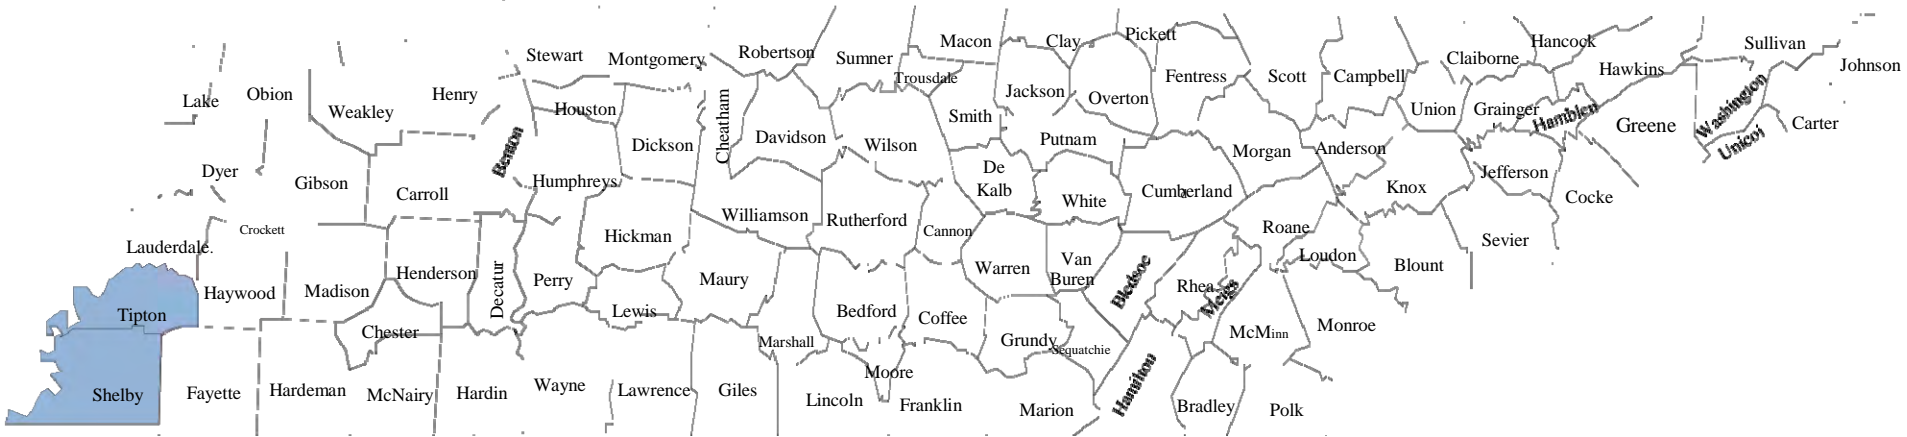 Stewart
Montgomery
Robertson
Sumner
Macon
Clay
Pickett
Hancock
Sullivan
Claiborne
Hawkins
Johnson
Trousdale
Fentress
Scott
Campbell
Lake
Obion
Weakley
Henry
Houston
Cheatham
Jackson
Overton
Union
Grainger
Hamblen
Washington
Greene
Unicoi
Carter
Benton
Dickson
Davidson
Wilson
Smith
Putnam
Morgan
Anderson
Dyer
Gibson
Carroll
Humphreys
De
Kalb
White
Cumberland
Knox
Jefferson
Cocke
Crockett
Williamson
Rutherford
Cannon
Roane
Sevier
Lauderdale.
Hickman
Loudon
Blount
Haywood
Madison
Henderson
Decatur
Perry
Maury
Warren
Van
Buren
Bledsoe
Rhea
Meigs
Tipton
Chester
Lewis
Bedford
Coffee
McMinn
Monroe
Marshall
Grundy
Sequatchie
Shelby
Fayette
Hardeman
McNairy
Hardin
Wayne
Lawrence
Giles
Moore
Lincoln
Franklin
Marion
Hamilton
Bradley
Polk